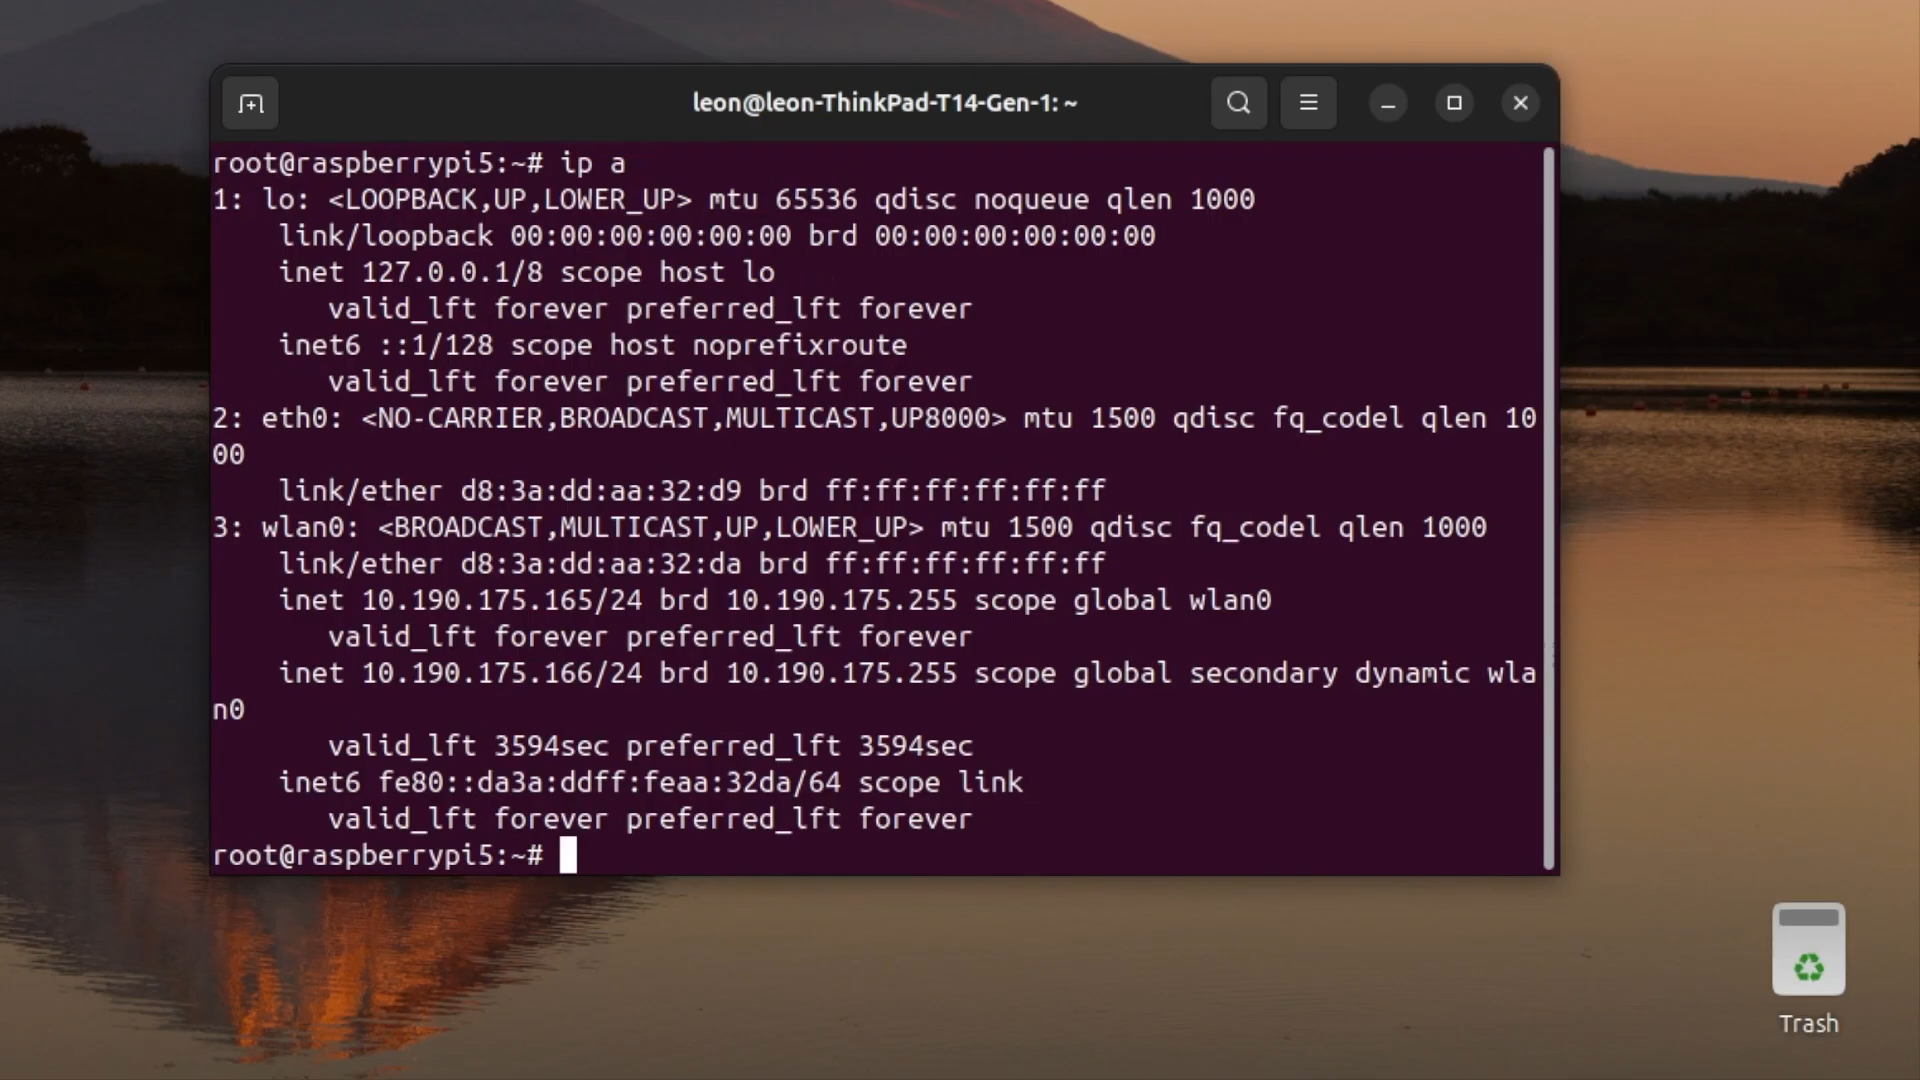 leon@leon-ThinkPad-T14-Gen-1: ~
root@raspberrypi5:~# ip a
1: lo: <LOOPBACK,UP,LOWER_UP> mtu 65536 qdisc noqueue qlen 1000
    link/loopback 00:00:00:00:00:00 brd 00:00:00:00:00:00
    inet 127.0.0.1/8 scope host lo
       valid_lft forever preferred_lft forever
    inet6 ::1/128 scope host noprefixroute
       valid_lft forever preferred_lft forever
2: eth0: <NO-CARRIER,BROADCAST,MULTICAST,UP8000> mtu 1500 qdisc fq_codel qlen 10
00
    link/ether d8:3a:dd:aa:32:d9 brd ff:ff:ff:ff:ff:ff
3: wlan0: <BROADCAST,MULTICAST,UP,LOWER_UP> mtu 1500 qdisc fq_codel qlen 1000
    link/ether d8:3a:dd:aa:32:da brd ff:ff:ff:ff:ff:ff
    inet 10.190.175.165/24 brd 10.190.175.255 scope global wlan0
       valid_lft forever preferred_lft forever
    inet 10.190.175.166/24 brd 10.190.175.255 scope global secondary dynamic wla
n0
       valid_lft 3594sec preferred_lft 3594sec
    inet6 fe80::da3a:ddff:feaa:32da/64 scope link
       valid_lft forever preferred_lft forever
root@raspberrypi5:~#
Trash